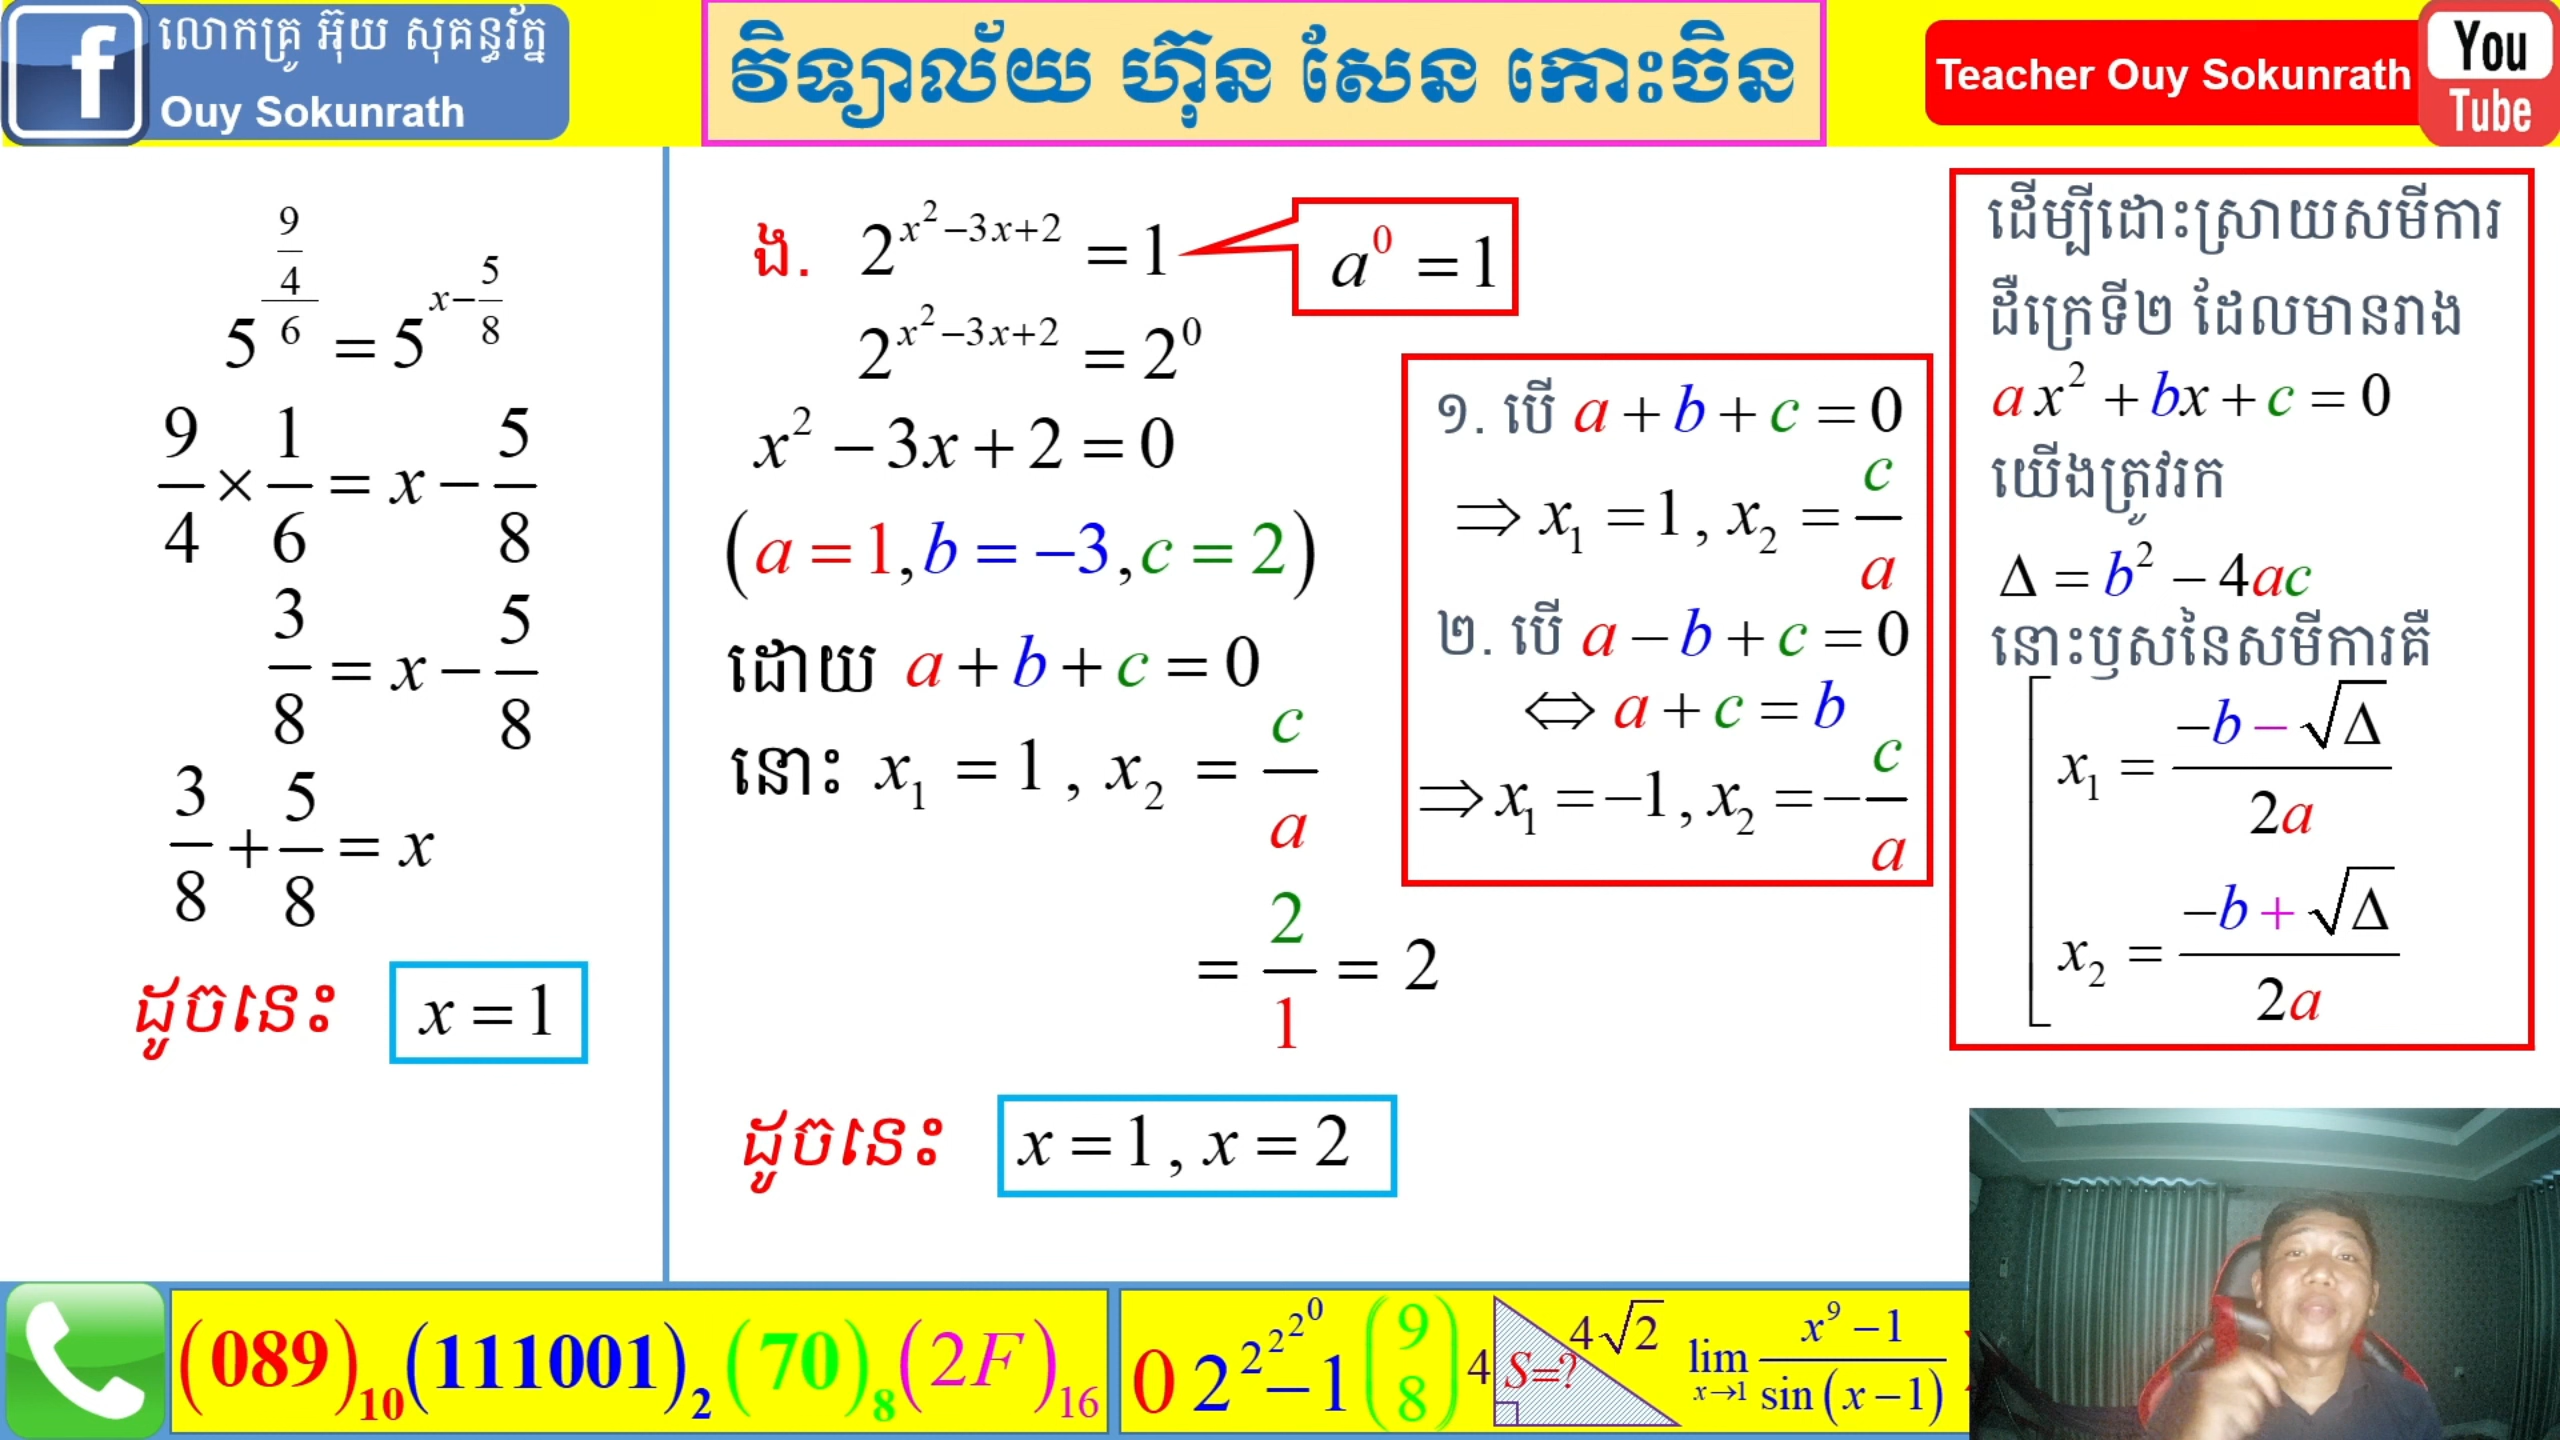 លោកគ្រូ អ៊ុយ សុគន្ធរ័ត្ន
Ouy Sokunrath
វិទ្យាល័យ ហ៊ុន សែន កោះចិន
Teacher Ouy Sokunrath
You
Tube
5^((9/4)/6) = 5^(x−5/8)
9/4 × 1/6 = x − 5/8
3/8 = x − 5/8
3/8 + 5/8 = x
ដូចនេះ x = 1
ង. 2^(x²−3x+2) = 1
a⁰ = 1
2^(x²−3x+2) = 2⁰
x² − 3x + 2 = 0
(a = 1, b = −3, c = 2)
ដោយ a + b + c = 0
នោះ x₁ = 1 , x₂ = c/a
= 2/1 = 2
ដូចនេះ x = 1 , x = 2
១. បើ a + b + c = 0
⇒ x₁ = 1 , x₂ = c/a
២. បើ a − b + c = 0
⇔ a + c = b
⇒ x₁ = −1 , x₂ = −c/a
ដើម្បីដោះស្រាយសមីការ
ដឺក្រេទី២ ដែលមានរាង
ax² + bx + c = 0
យើងត្រូវរក
Δ = b² − 4ac
នោះឫសនៃសមីការគឺ
x₁ = (−b − √Δ)/2a
x₂ = (−b + √Δ)/2a
(089)₁₀ (111001)₂ (70)₈ (2F)₁₆
0 2^(2^(2^(2^0))) −1 (9 8) 4 S=? 4√2 lim x→1 (x⁹ − 1)/sin(x − 1)